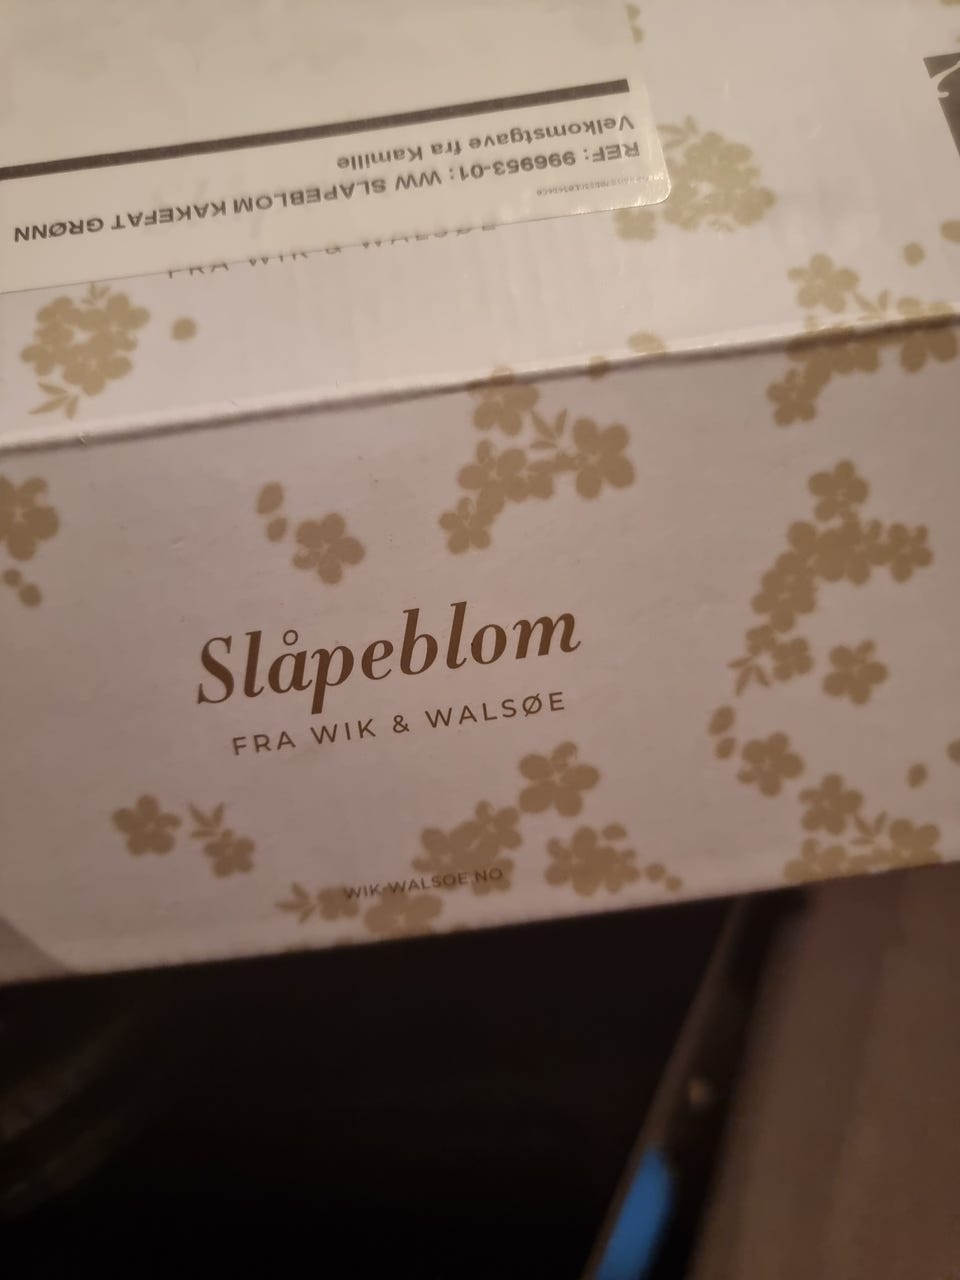 Velkomstgave fra Kamille
REF: 996953-01: WW SLAPEBLOM KAKEFAT GRØNN
FRA WIK & WALSØE
Slåpeblom
FRA WIK & WALSØE
WIK-WALSOE.NO